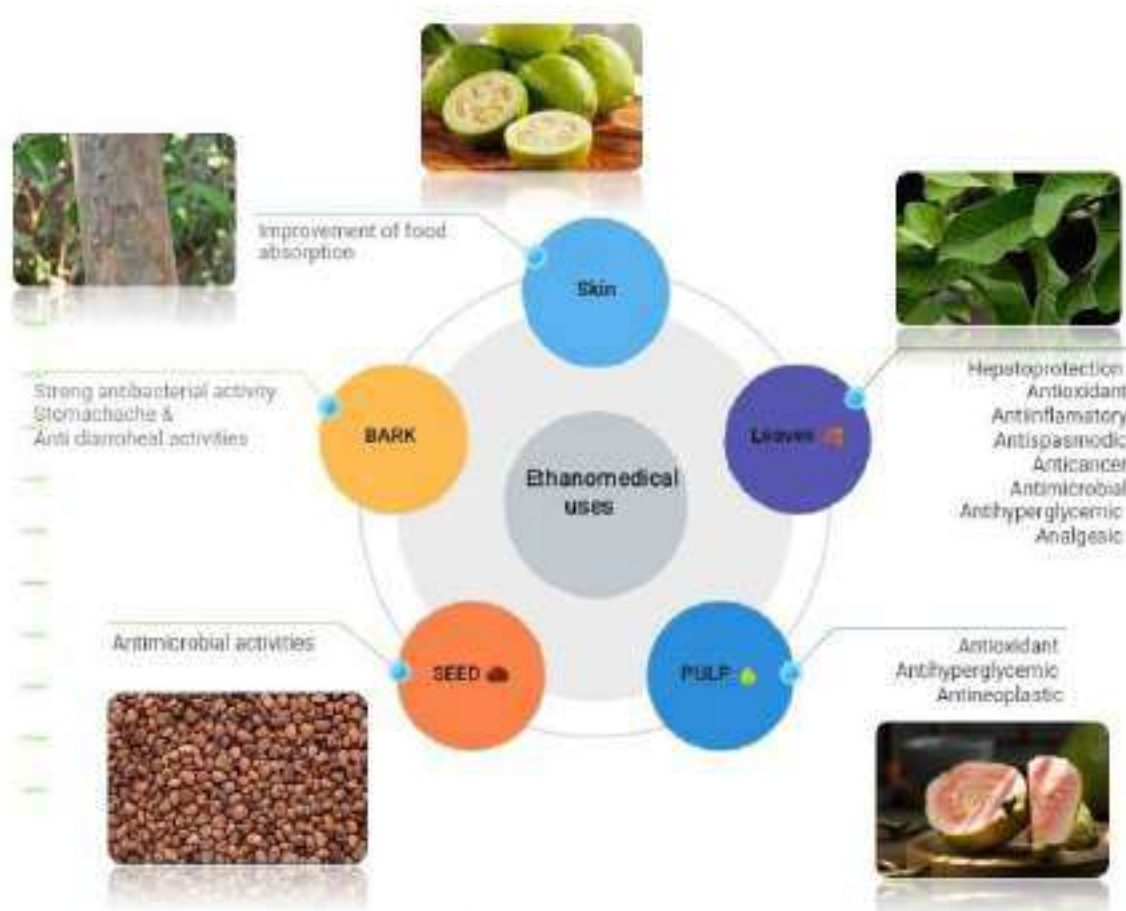 Improvement of food
absorption
Skin
Strong antibacterial activity
Stomachache &
Anti diarroheal activities
BARK
Leaves
Hepatoprotection
Antioxidant
Antiinflamatory
Antispasmodic
Anticancer
Antimicrobial
Antihyperglycemic
Analgesic
Ethanomedical
uses
Antimicrobial activities
SEED
PULP
Antioxidant
Antihyperglycemic
Antineoplastic